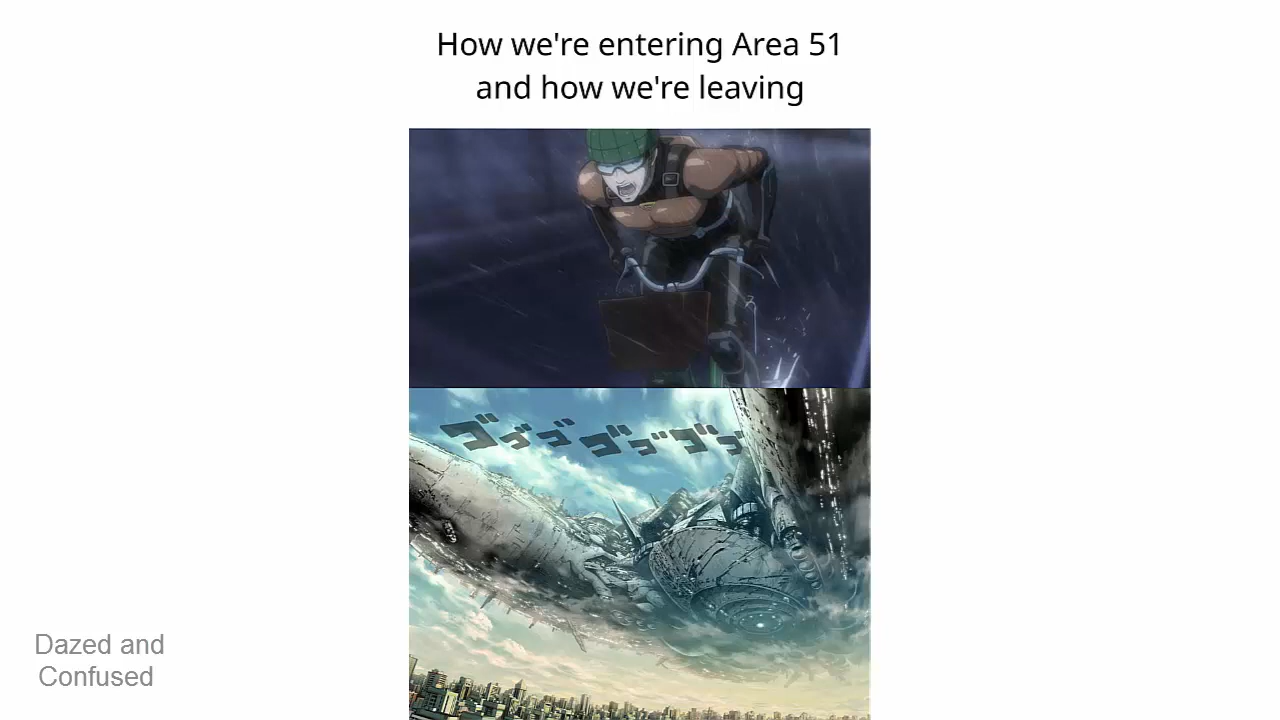 How we're entering Area 51
and how we're leaving
ゴゴゴゴゴゴゴ
Dazed and
Confused